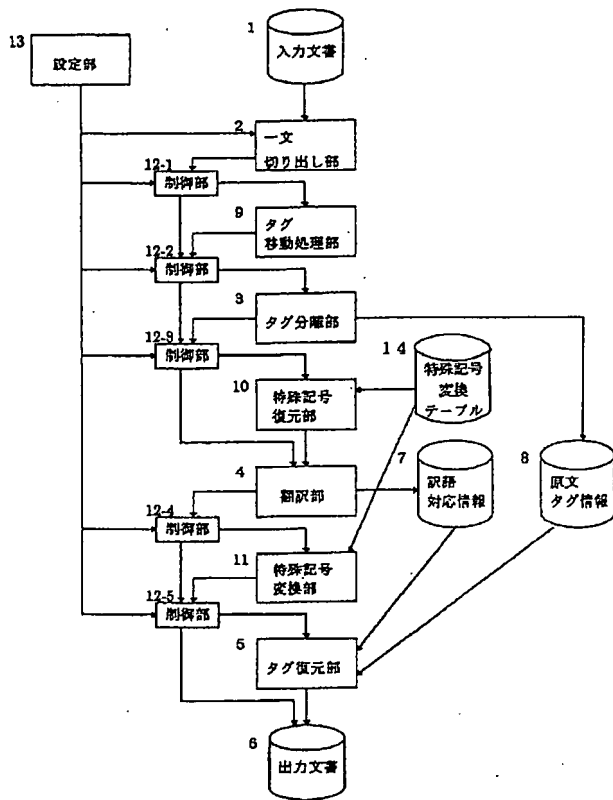 1
13
入力文書
設定部
2
一文
切り出し部
12-1
制御部
9
タグ
移動処理部
12-2
制御部
3
タグ分離部
12-3
制御部
14
特殊記号
変換
テーブル
10
特殊記号
復元部
4
翻訳部
7
訳語
対応情報
8
原文
タグ情報
12-4
制御部
11
特殊記号
変換部
12-5
制御部
5
タグ復元部
6
出力文書